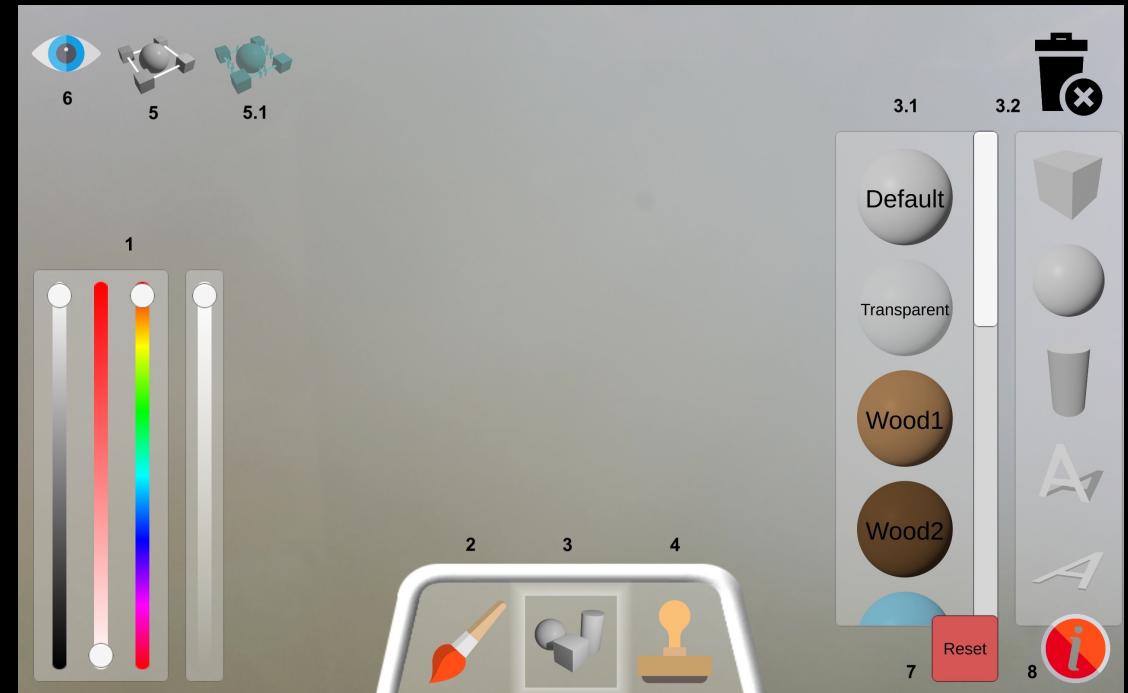 6
5
5.1
3.1
3.2
1
Default
Transparent
Wood1
Wood2
2
3
4
Reset
7
8
i